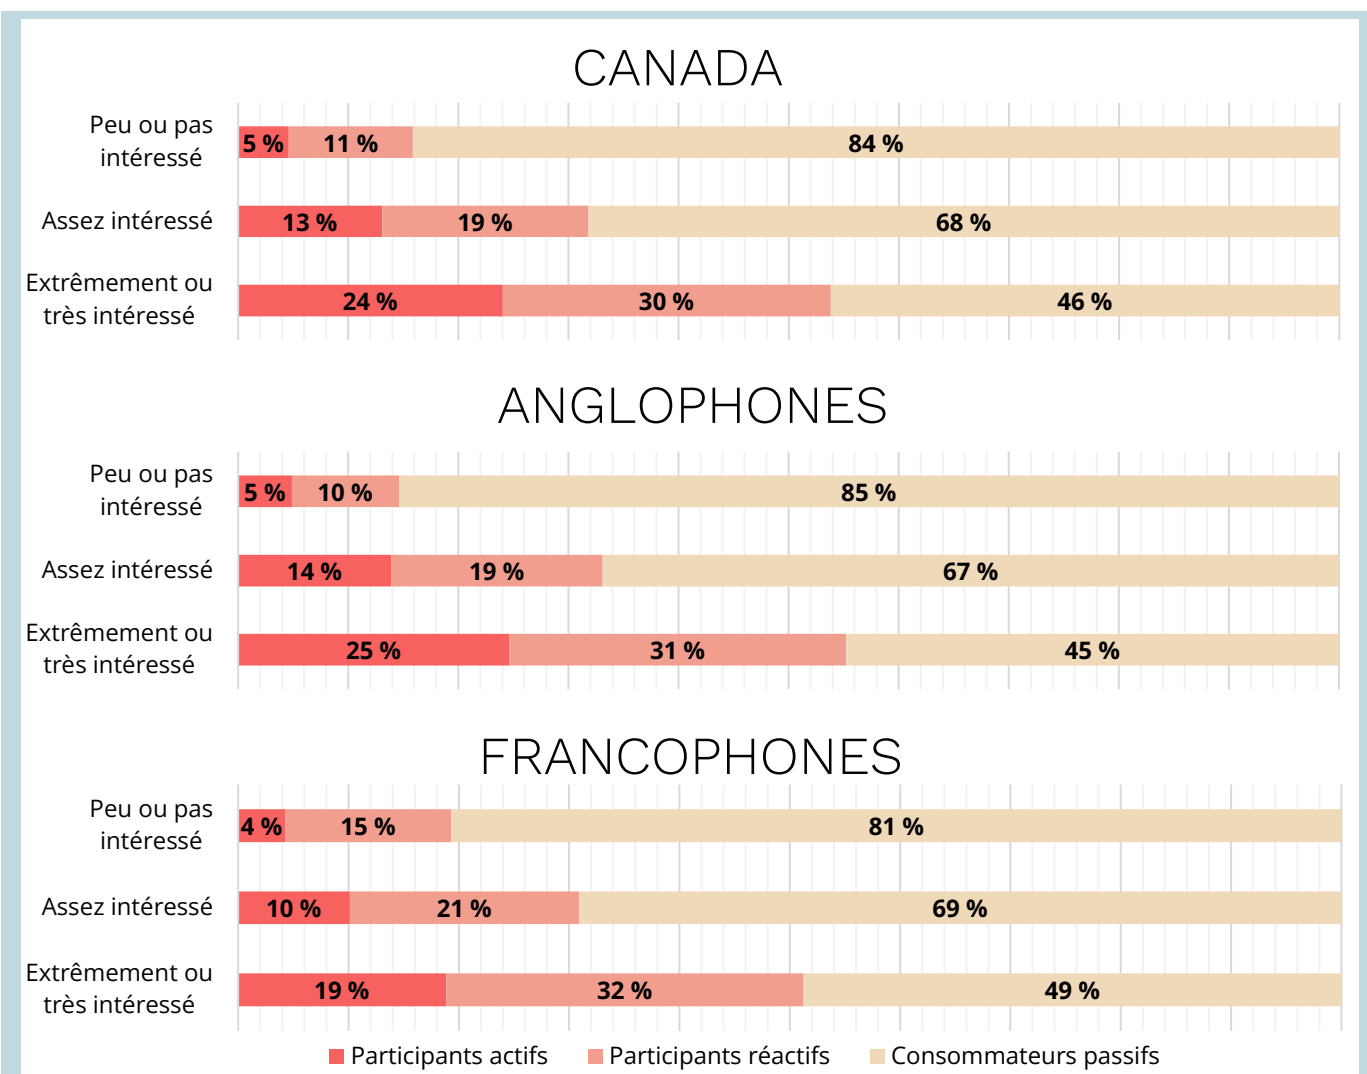 CANADA
Peu ou pas
intéressé
5 % 11 % 84 %
Assez intéressé
13 % 19 % 68 %
Extrêmement ou
très intéressé
24 % 30 % 46 %
ANGLOPHONES
Peu ou pas
intéressé
5 % 10 % 85 %
Assez intéressé
14 % 19 % 67 %
Extrêmement ou
très intéressé
25 % 31 % 45 %
FRANCOPHONES
Peu ou pas
intéressé
4 % 15 % 81 %
Assez intéressé
10 % 21 % 69 %
Extrêmement ou
très intéressé
19 % 32 % 49 %
Participants actifs Participants réactifs Consommateurs passifs